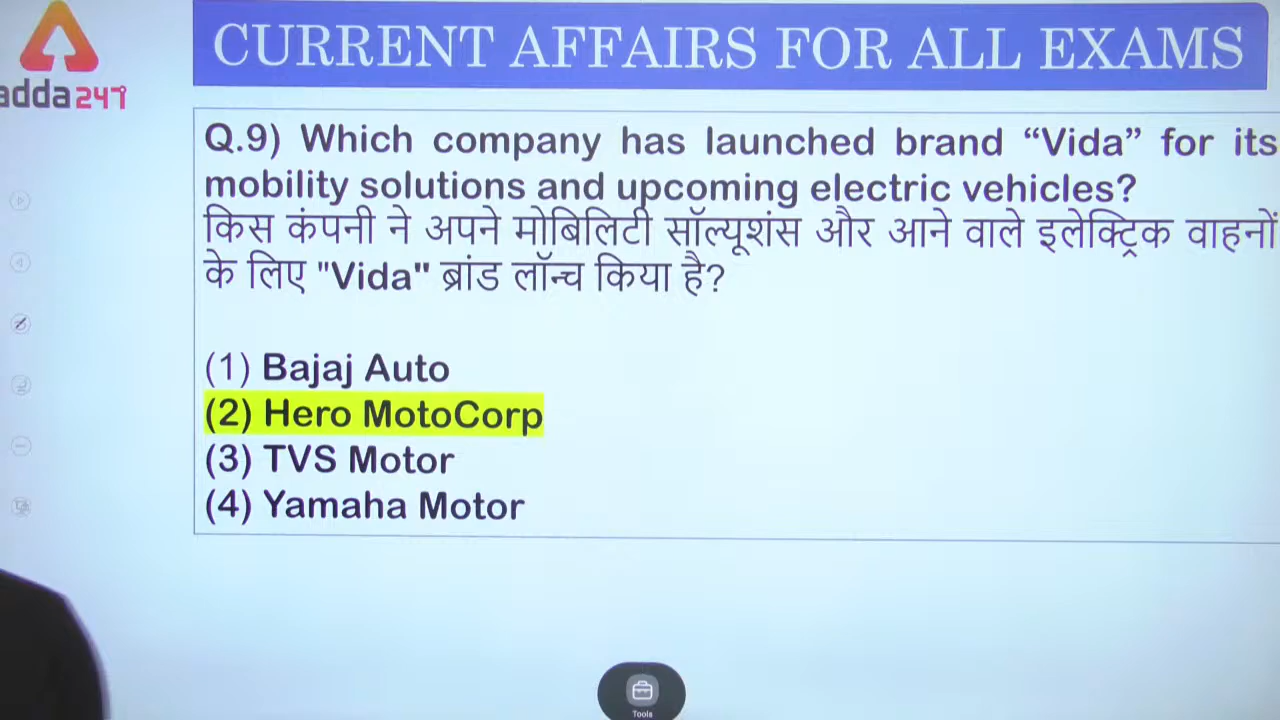 CURRENT AFFAIRS FOR ALL EXAMS
adda247
Q.9) Which company has launched brand “Vida” for its
mobility solutions and upcoming electric vehicles?
किस कंपनी ने अपने मोबिलिटी सॉल्यूशंस और आने वाले इलेक्ट्रिक वाहनों
के लिए "Vida" ब्रांड लॉन्च किया है?
(1) Bajaj Auto
(2) Hero MotoCorp
(3) TVS Motor
(4) Yamaha Motor
Tools